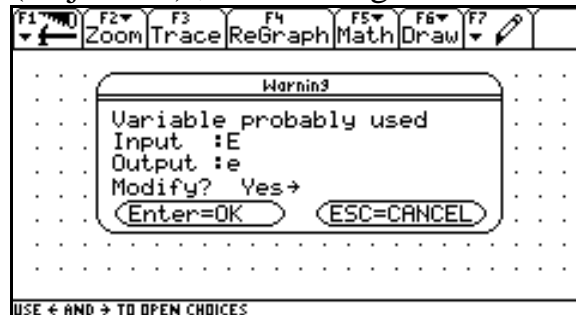 F1 F2 F3 F4 F5 F6 F7
Zoom Trace ReGraph Math Draw
Warning
Variable probably used
Input :E
Output :e
Modify? Yes→
Enter=OK ESC=CANCEL
USE ← AND → TO OPEN CHOICES